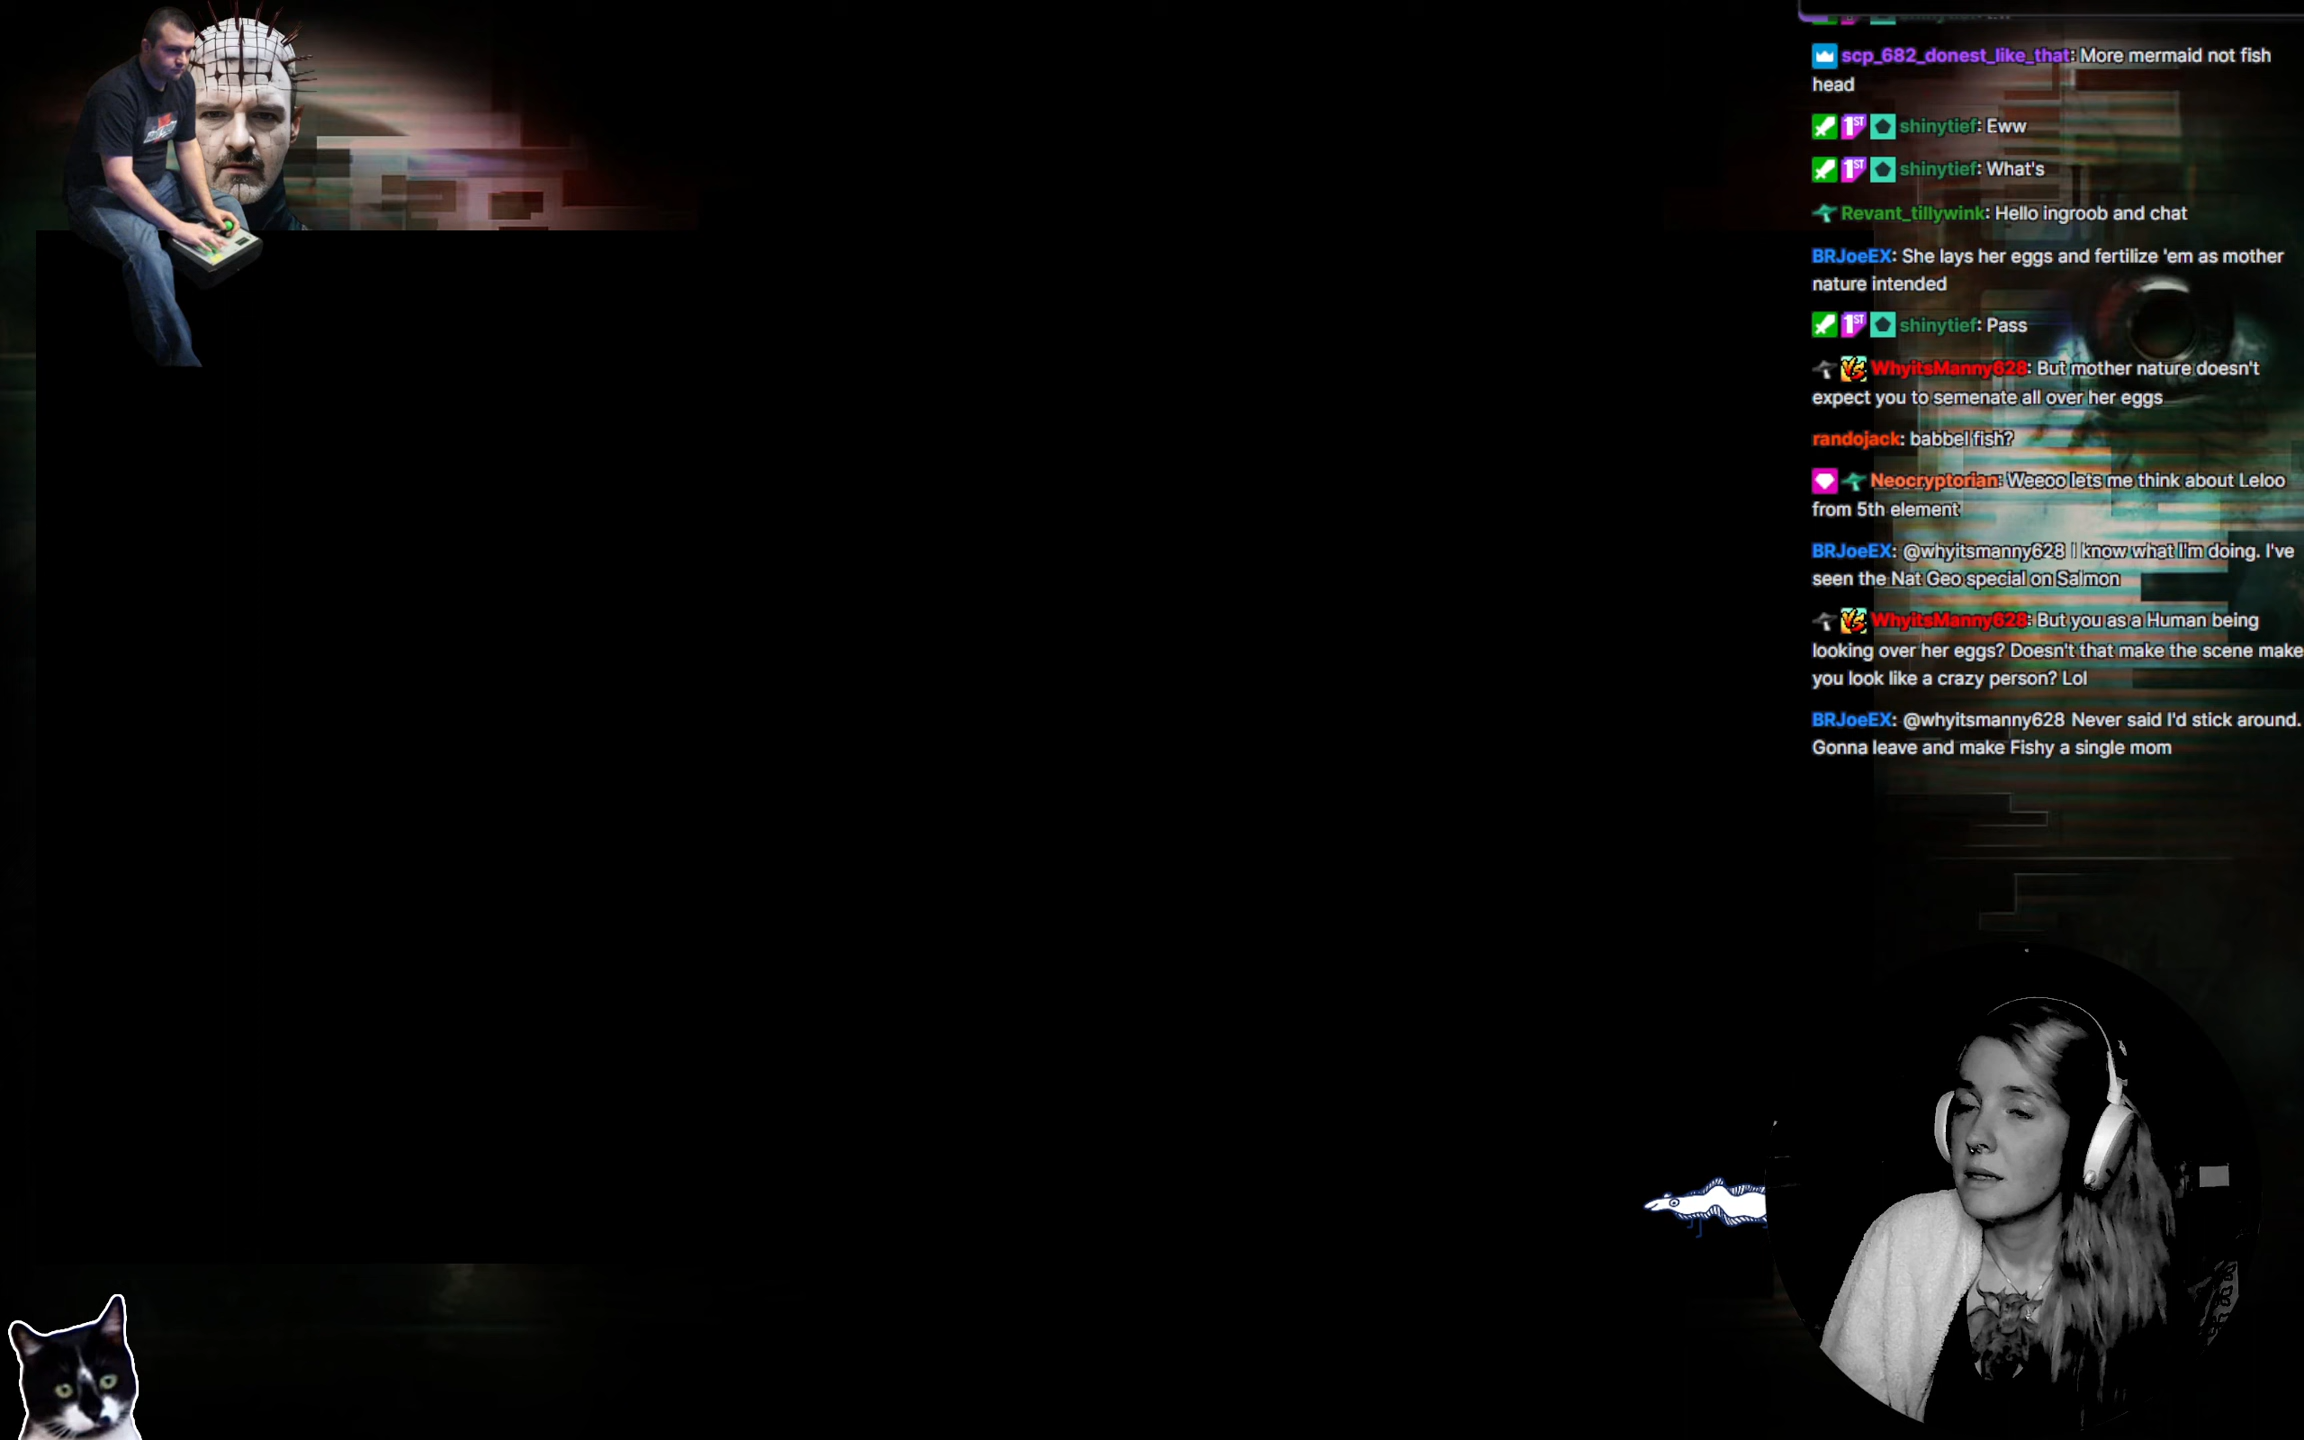 scp_682_donest_like_that: More mermaid not fish
head
1ST shinytief: Eww
1ST shinytief: What's
Revant_tillywink: Hello ingroob and chat
BRJoeEX: She lays her eggs and fertilize 'em as mother
nature intended
1ST shinytief: Pass
VS WhyitsManny628: But mother nature doesn't
expect you to semenate all over her eggs
randojack: babbel fish?
Neocryptorian: Weeoo lets me think about Leloo
from 5th element
BRJoeEX: @whyitsmanny628 I know what I'm doing. I've
seen the Nat Geo special on Salmon
VS WhyitsManny628: But you as a Human being
looking over her eggs? Doesn't that make the scene make
you look like a crazy person? Lol
BRJoeEX: @whyitsmanny628 Never said I'd stick around.
Gonna leave and make Fishy a single mom